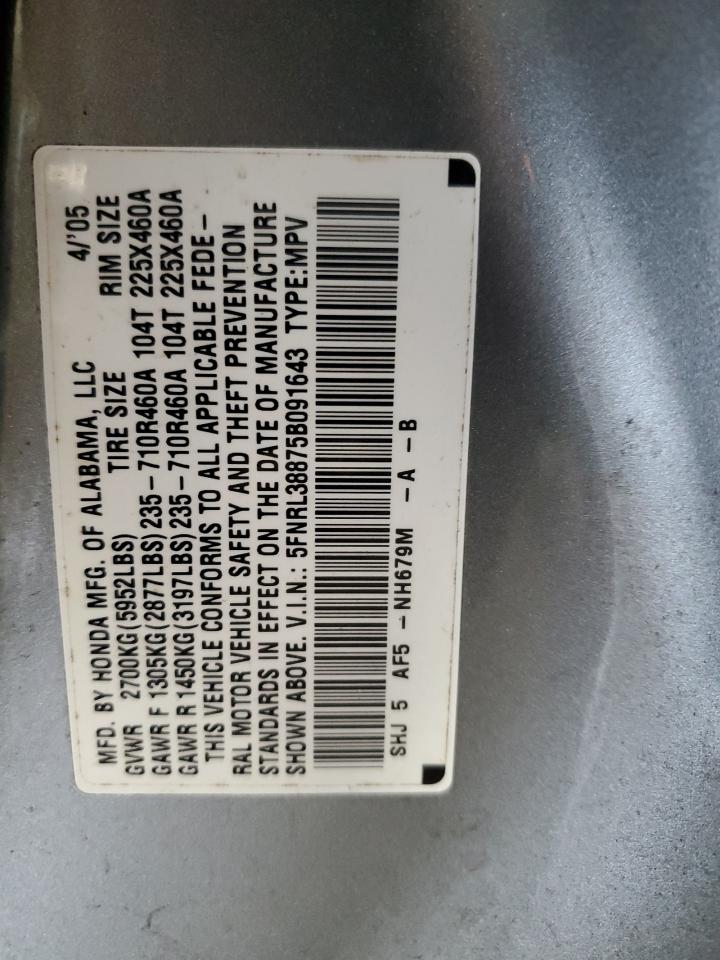 MFD. BY HONDA MFG. OF ALABAMA, LLC 4/'05
GVWR 2700KG(5952LBS) TIRE SIZE RIM SIZE
GAWR F 1305KG(2877LBS)235-710R460A 104T 225X460A
GAWR R 1450KG(3197LBS)235-710R460A 104T 225X460A
THIS VEHICLE CONFORMS TO ALL APPLICABLE FEDE-
RAL MOTOR VEHICLE SAFETY AND THEFT PREVENTION
STANDARDS IN EFFECT ON THE DATE OF MANUFACTURE
SHOWN ABOVE. V.I.N.: 5FNRL38875B091643 TYPE:MPV
SHJ 5 AF5 -NH679M -A -B